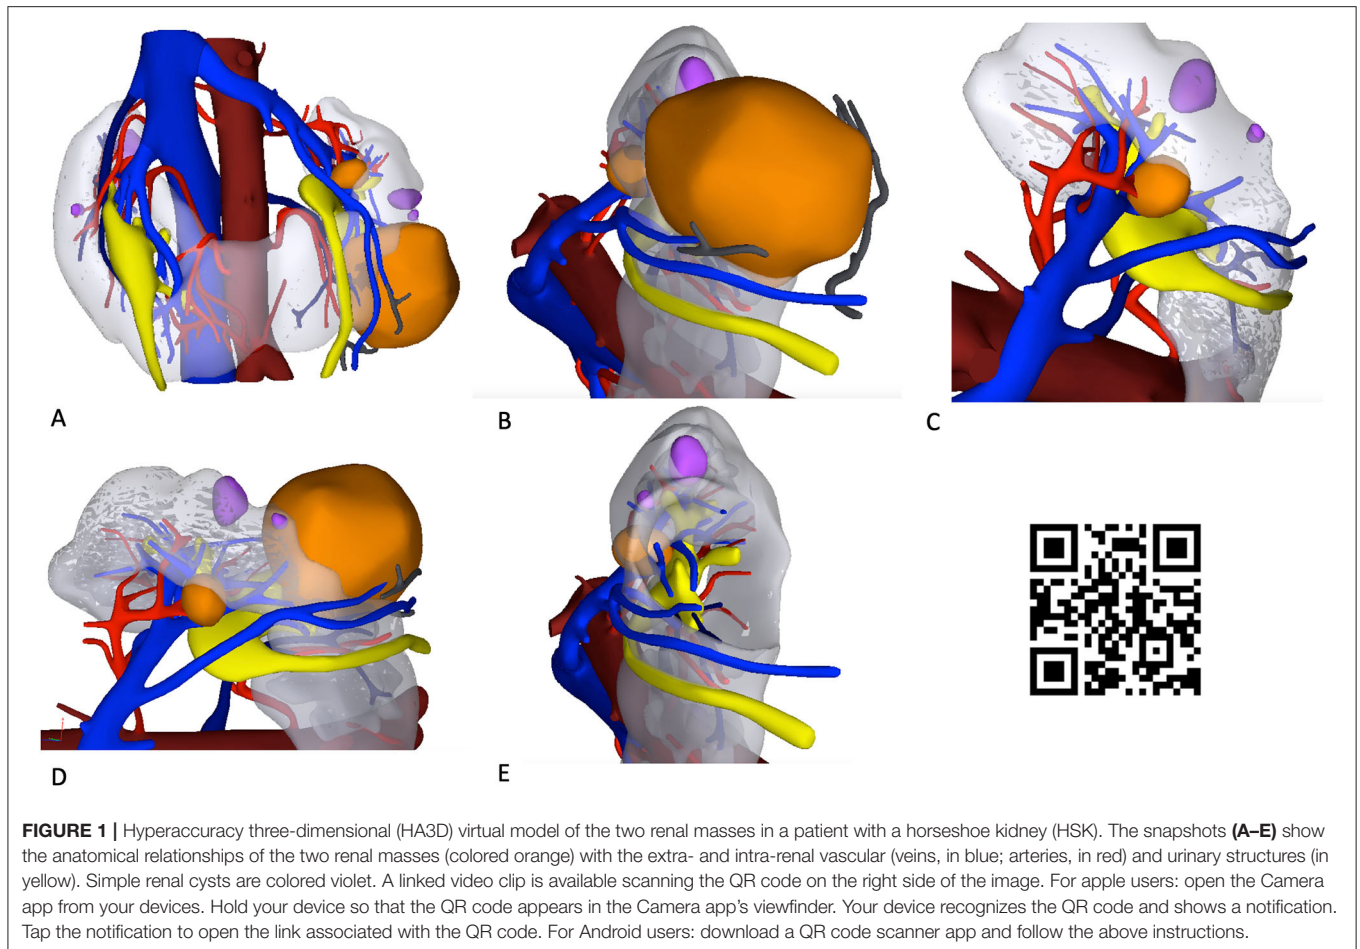 A
B
C
D
E
FIGURE 1 | Hyperaccuracy three-dimensional (HA3D) virtual model of the two renal masses in a patient with a horseshoe kidney (HSK). The snapshots (A–E) show
the anatomical relationships of the two renal masses (colored orange) with the extra- and intra-renal vascular (veins, in blue; arteries, in red) and urinary structures (in
yellow). Simple renal cysts are colored violet. A linked video clip is available scanning the QR code on the right side of the image. For apple users: open the Camera
app from your devices. Hold your device so that the QR code appears in the Camera app's viewfinder. Your device recognizes the QR code and shows a notification.
Tap the notification to open the link associated with the QR code. For Android users: download a QR code scanner app and follow the above instructions.